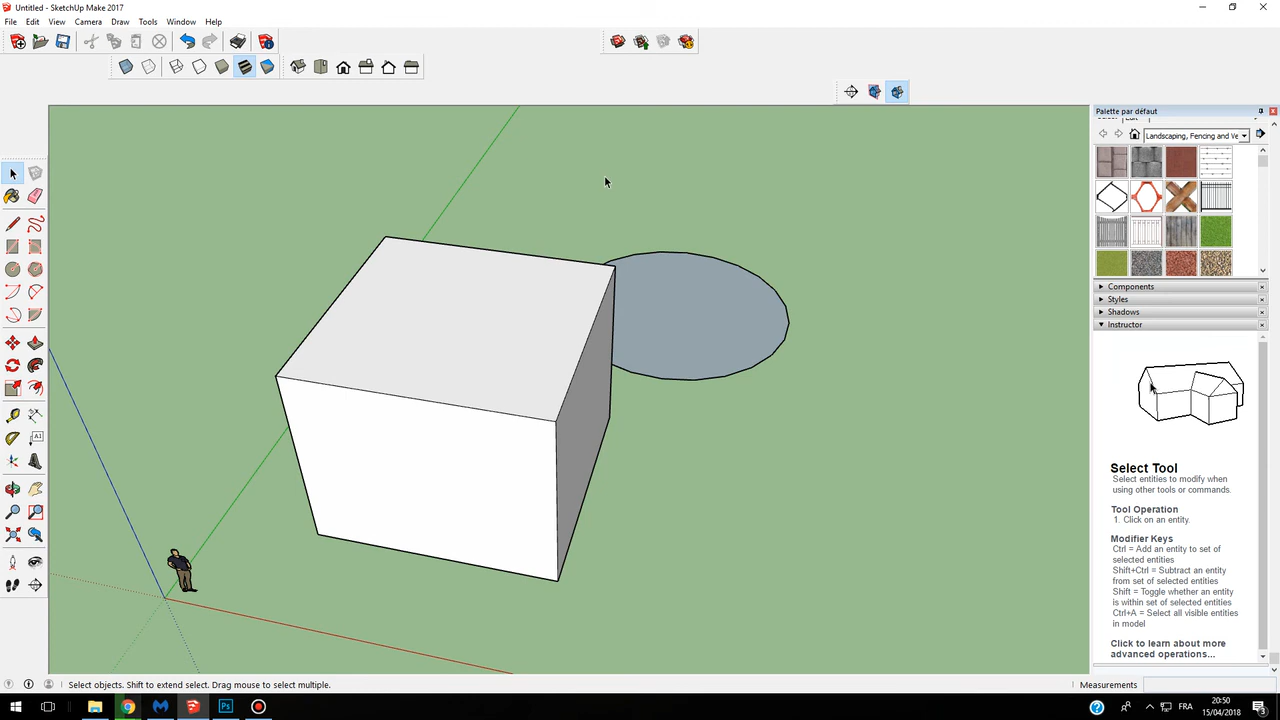 Untitled - SketchUp Make 2017
File Edit View Camera Draw Tools Window Help
Palette par défaut
Landscaping, Fencing and Ve
Components
Styles
Shadows
Instructor
Select Tool
Select entities to modify when
using other tools or commands.
Tool Operation
1. Click on an entity.
Modifier Keys
Ctrl = Add an entity to set of
selected entities
Shift+Ctrl = Subtract an entity
from set of selected entities
Shift = Toggle whether an entity
is within set of selected entities
Ctrl+A = Select all visible entities
in model
Click to learn about more
advanced operations...
Select objects. Shift to extend select. Drag mouse to select multiple.
Measurements
Ps
FRA
20:50
15/04/2018
3